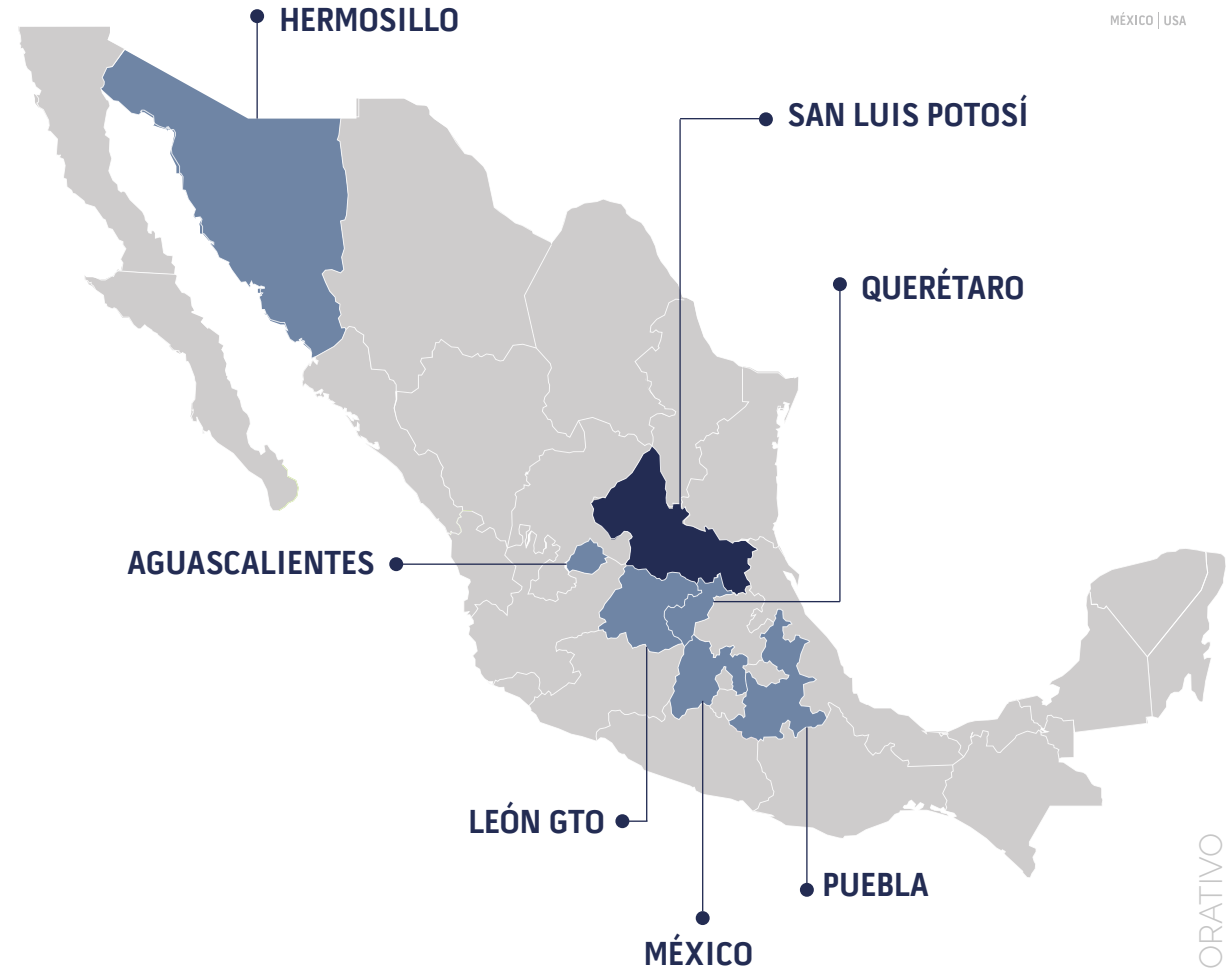 HERMOSILLO
MÉXICO | USA
SAN LUIS POTOSÍ
QUERÉTARO
AGUASCALIENTES
LEÓN GTO
PUEBLA
MÉXICO
ORATIVO